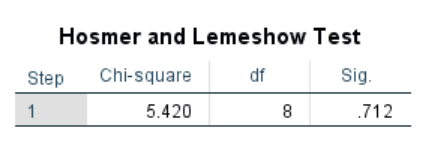 Hosmer and Lemeshow Test
Step Chi-square df Sig.
1 5.420 8 .712